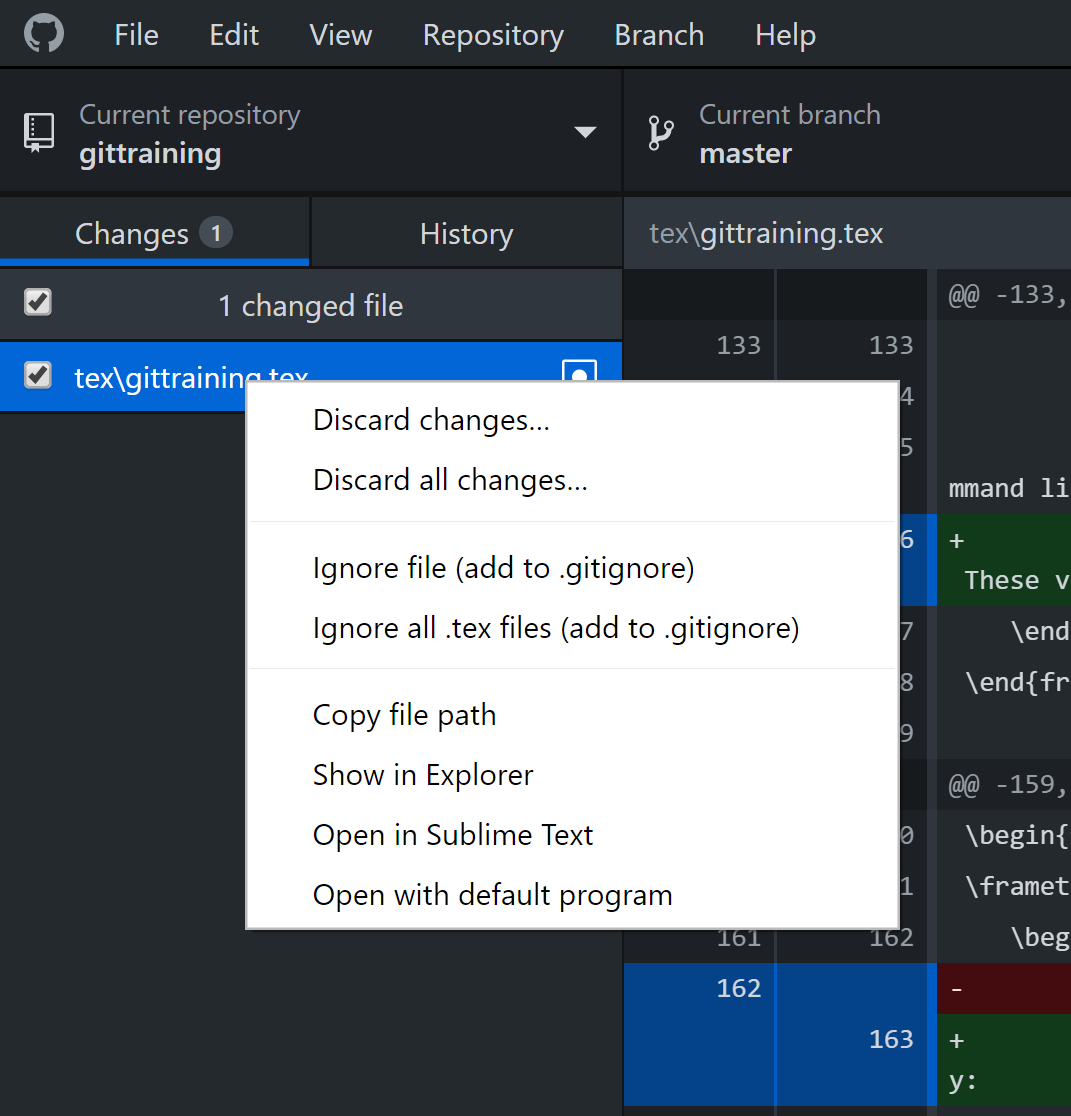 File Edit View Repository Branch Help
Current repository
gittraining
Current branch
master
Changes 1
History
tex\gittraining.tex
1 changed file
tex\gittraining.tex
Discard changes...
Discard all changes...
Ignore file (add to .gitignore)
Ignore all .tex files (add to .gitignore)
Copy file path
Show in Explorer
Open in Sublime Text
Open with default program
@@ -133,
133 133
4
5
mmand li
6 +
These v
7 \end
8 \end{fr
9
@@ -159,
0 \begin{
1 \framet
161 162 \beg
162 -
163 +
y: